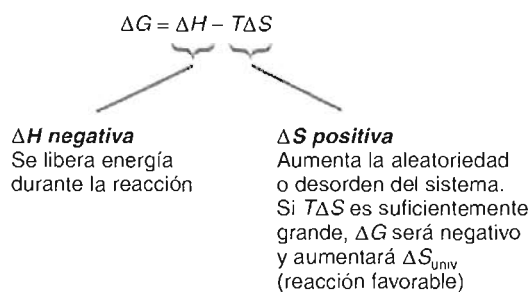 ΔG = ΔH – TΔS
ΔH negativa
Se libera energía
durante la reacción
ΔS positiva
Aumenta la aleatoriedad
o desorden del sistema.
Si TΔS es suficientemente
grande, ΔG será negativo
y aumentará ΔS_univ
(reacción favorable)